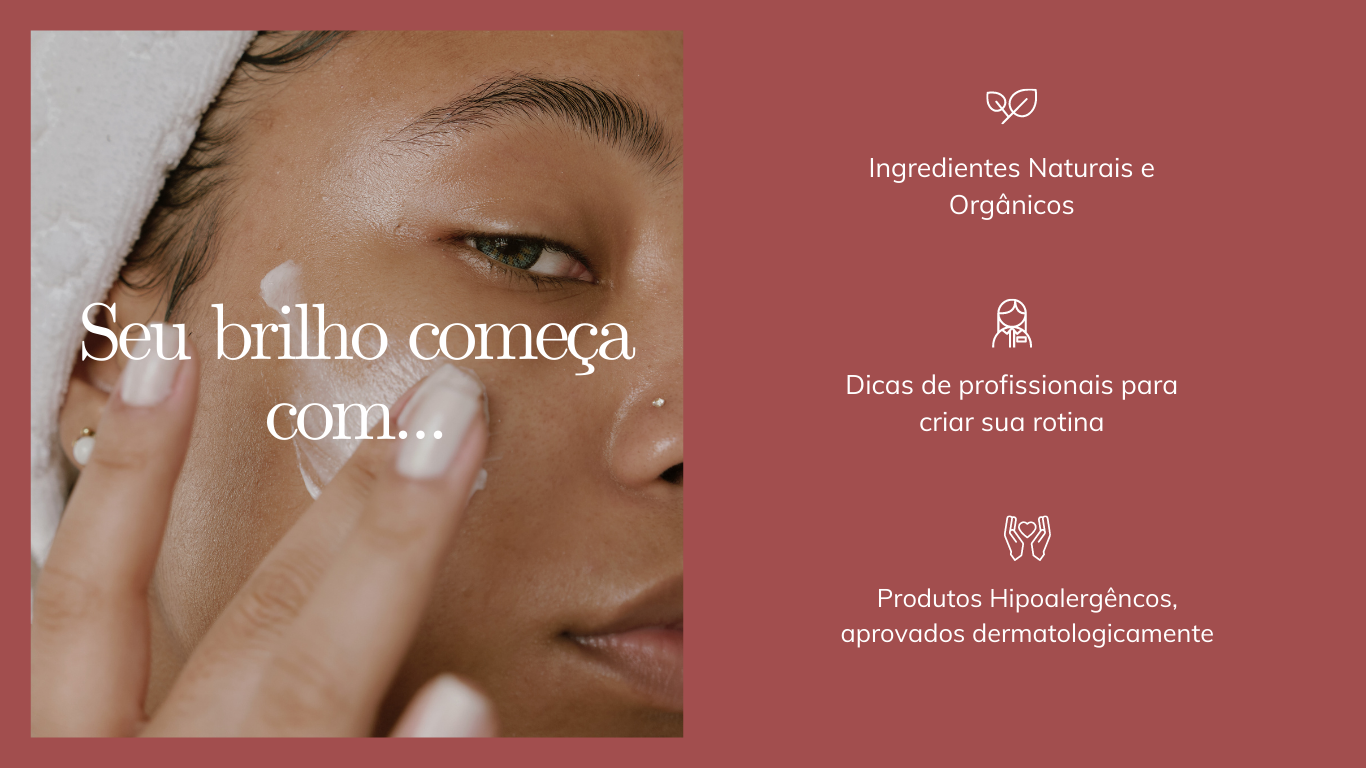 Seu brilho começa
com...
Ingredientes Naturais e
Orgânicos
Dicas de profissionais para
criar sua rotina
Produtos Hipoalergêncos,
aprovados dermatologicamente